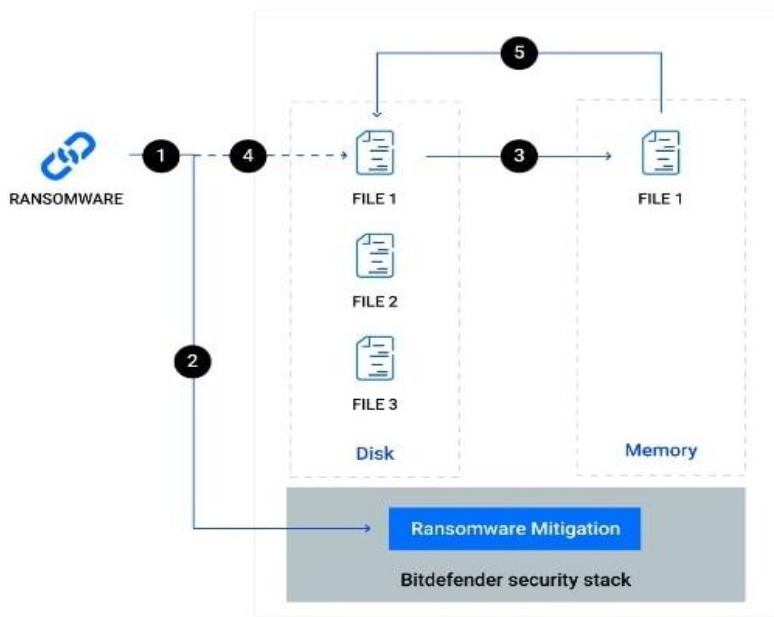 5
1
4
3
RANSOMWARE
FILE 1
FILE 1
FILE 2
2
FILE 3
Disk
Memory
Ransomware Mitigation
Bitdefender security stack